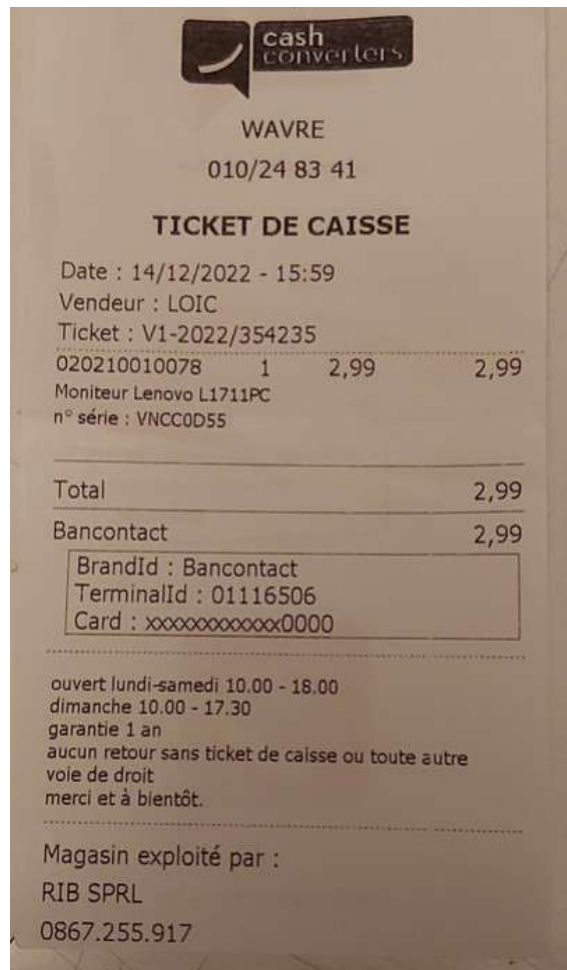 cash
converters
WAVRE
010/24 83 41
TICKET DE CAISSE
Date : 14/12/2022 - 15:59
Vendeur : LOIC
Ticket : V1-2022/354235
020210010078 1 2,99 2,99
Moniteur Lenovo L1711PC
n° série : VNCC0D55
Total 2,99
Bancontact 2,99
BrandId : Bancontact
TerminalId : 01116506
Card : xxxxxxxxxxxxx0000
ouvert lundi-samedi 10.00 - 18.00
dimanche 10.00 - 17.30
garantie 1 an
aucun retour sans ticket de caisse ou toute autre
voie de droit
merci et à bientôt.
Magasin exploité par :
RIB SPRL
0867.255.917